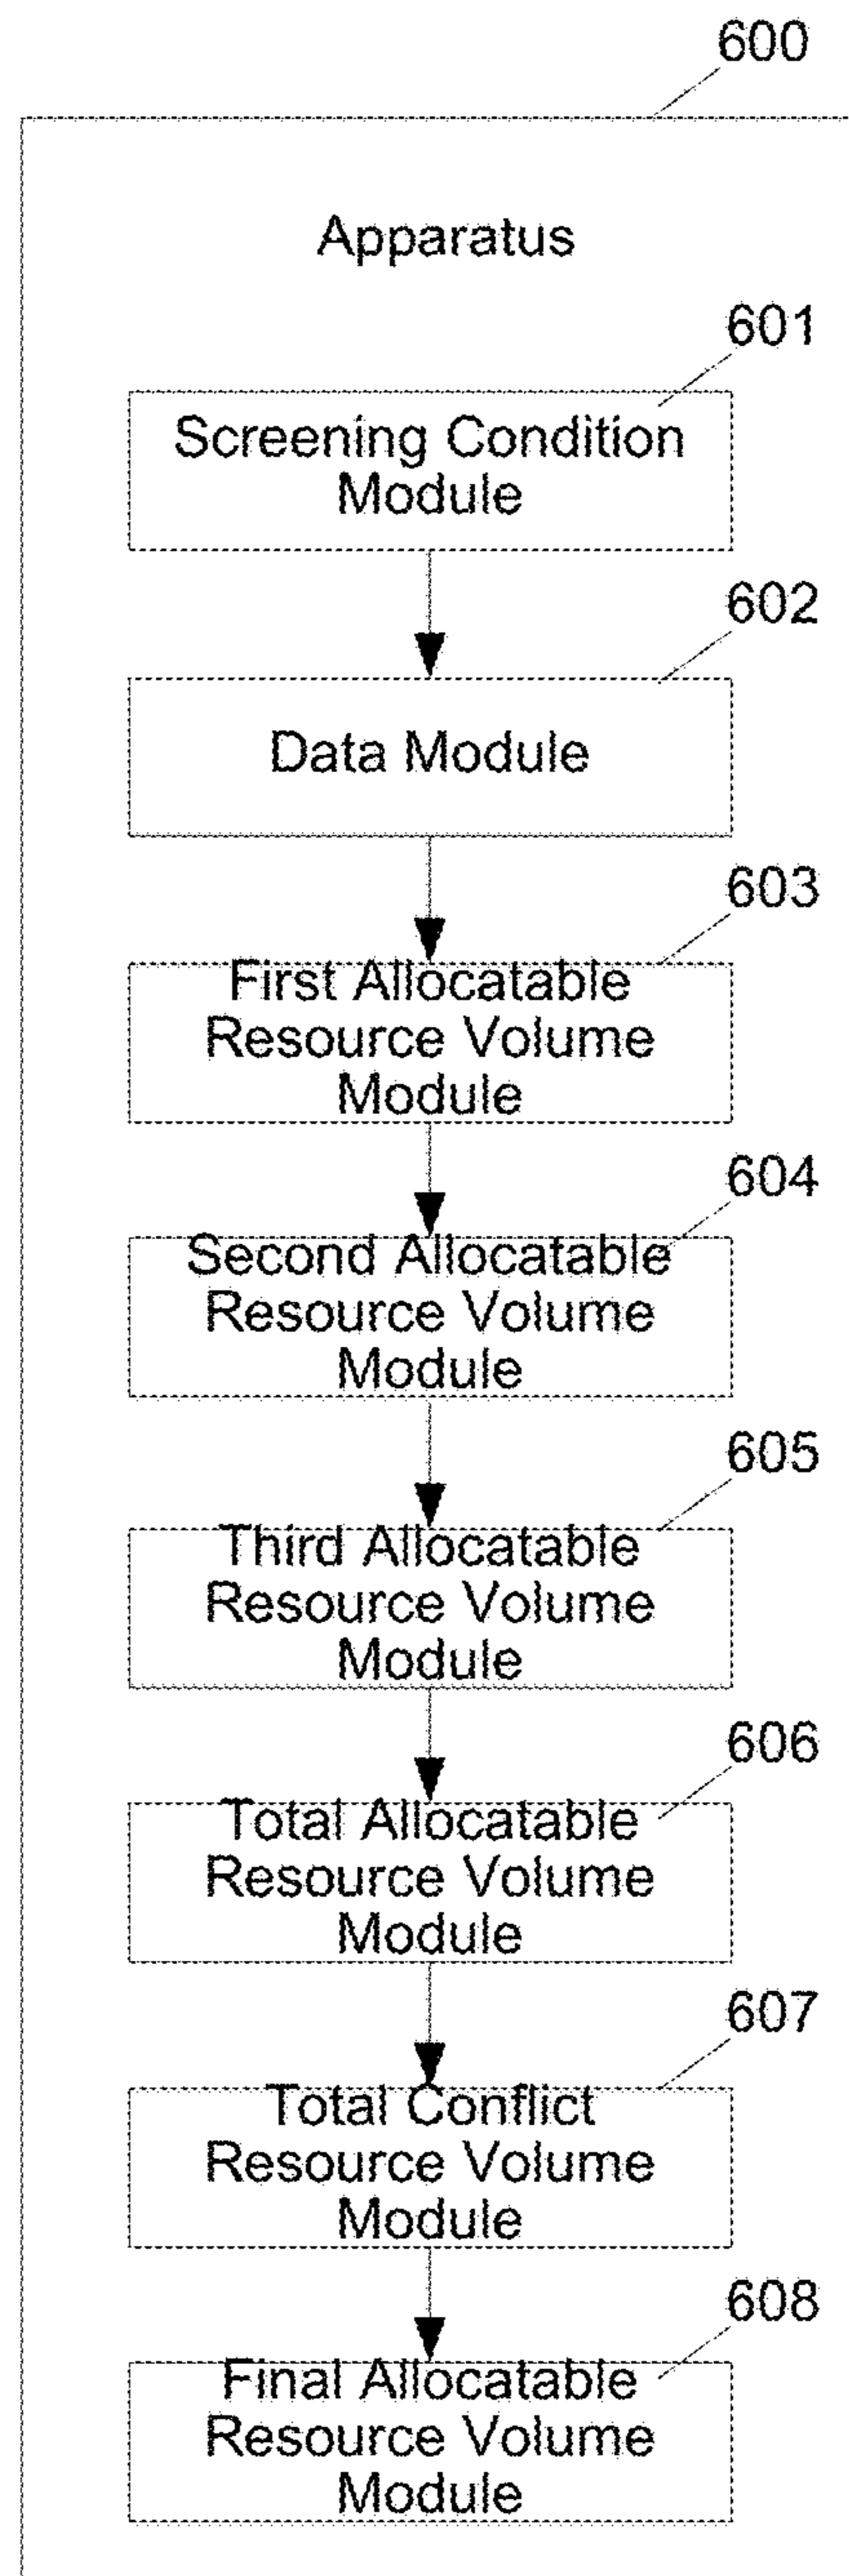 600
Apparatus
601
Screening Condition
Module
602
Data Module
603
First Allocatable
Resource Volume
Module
604
Second Allocatable
Resource Volume
Module
605
Third Allocatable
Resource Volume
Module
606
Total Allocatable
Resource Volume
Module
607
Total Conflict
Resource Volume
Module
608
Final Allocatable
Resource Volume
Module